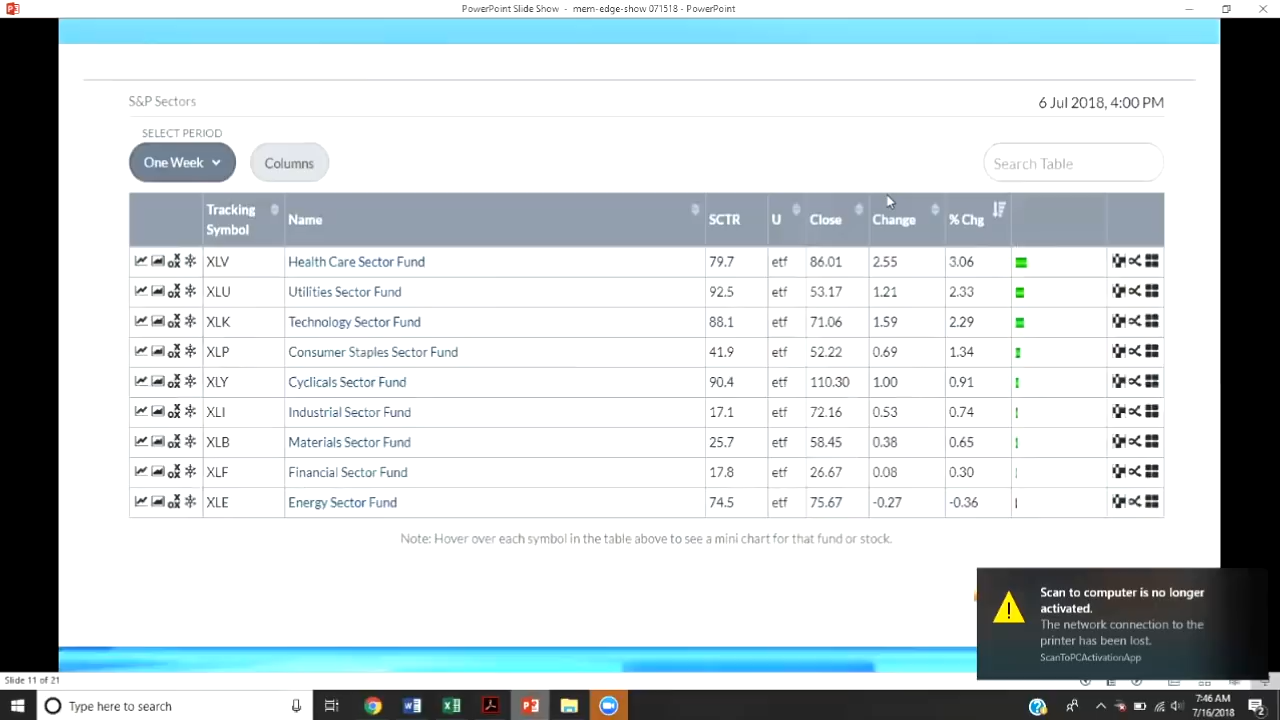 PowerPoint Slide Show - mem-edge-show 071518 - PowerPoint
S&P Sectors
6 Jul 2018, 4:00 PM
SELECT PERIOD
One Week
Columns
Search Table
Tracking Symbol Name SCTR U Close Change % Chg
XLV Health Care Sector Fund 79.7 etf 86.01 2.55 3.06
XLU Utilities Sector Fund 92.5 etf 53.17 1.21 2.33
XLK Technology Sector Fund 88.1 etf 71.06 1.59 2.29
XLP Consumer Staples Sector Fund 41.9 etf 52.22 0.69 1.34
XLY Cyclicals Sector Fund 90.4 etf 110.30 1.00 0.91
XLI Industrial Sector Fund 17.1 etf 72.16 0.53 0.74
XLB Materials Sector Fund 25.7 etf 58.45 0.38 0.65
XLF Financial Sector Fund 17.8 etf 26.67 0.08 0.30
XLE Energy Sector Fund 74.5 etf 75.67 -0.27 -0.36
Note: Hover over each symbol in the table above to see a mini chart for that fund or stock.
Scan to computer is no longer
activated.
The network connection to the
printer has been lost.
ScanToPCActivationApp
Slide 11 of 21
Type here to search
7:46 AM
7/16/2018
2